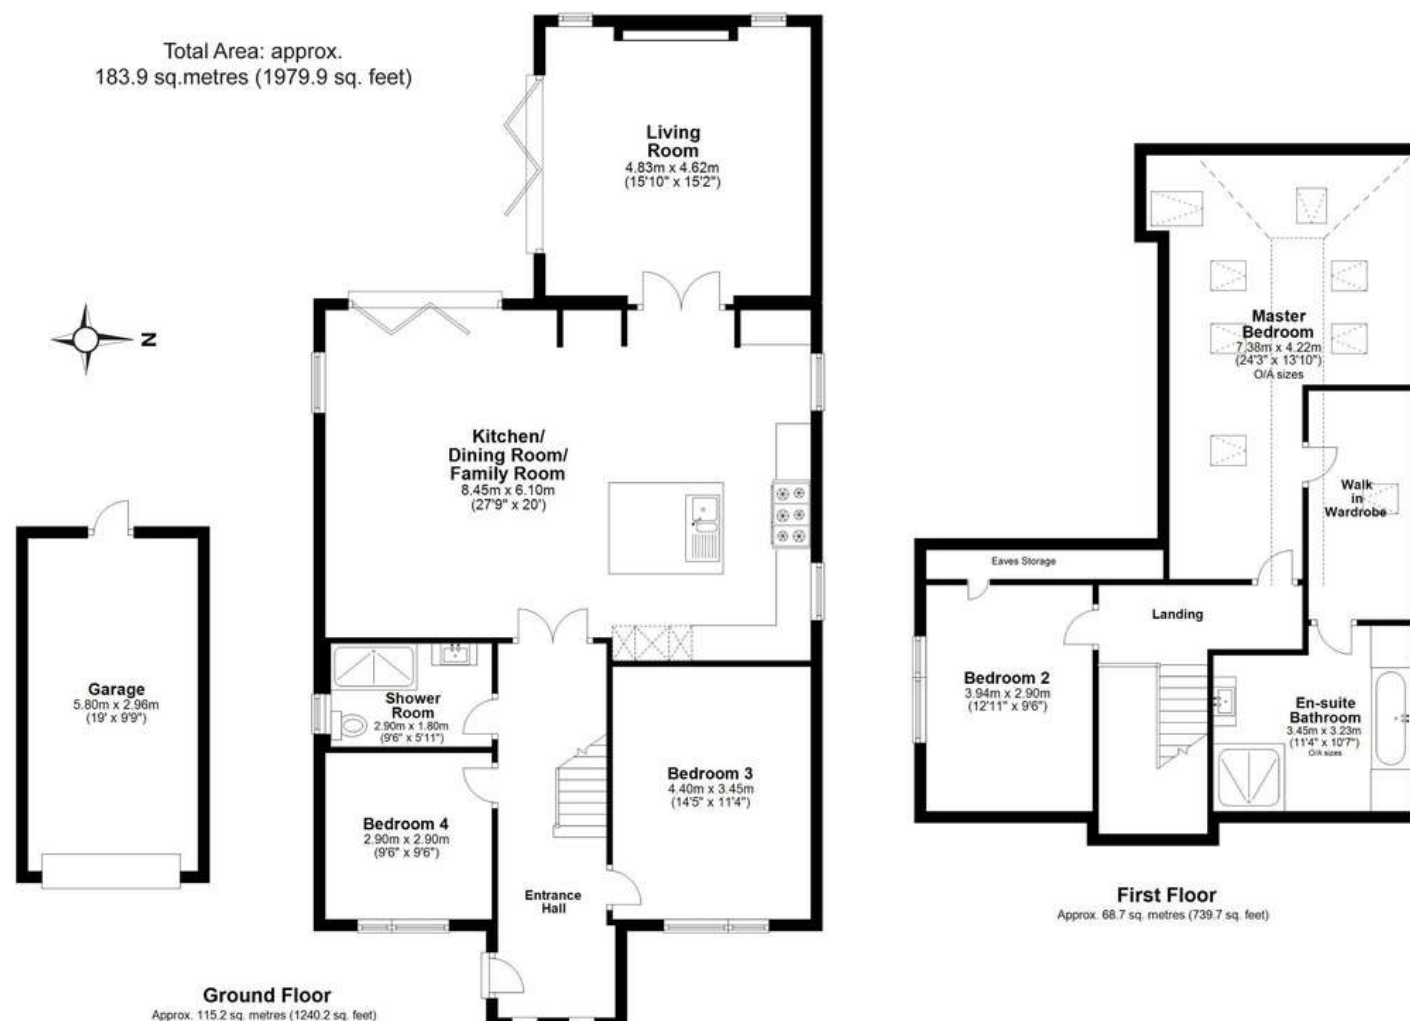 Total Area: approx.
183.9 sq.metres (1979.9 sq. feet)
Living
Room
4.83m x 4.62m
(15'10" x 15'2")
N
Kitchen/
Dining Room/
Family Room
8.45m x 6.10m
(27'9" x 20')
Garage
5.80m x 2.96m
(19' x 9'9")
Shower
Room
2.90m x 1.80m
(9'6" x 5'11")
Bedroom 3
4.40m x 3.45m
(14'5" x 11'4")
Bedroom 4
2.90m x 2.90m
(9'6" x 9'6")
Entrance
Hall
Ground Floor
Approx. 115.2 sq. metres (1240.2 sq. feet)
Master
Bedroom
7.38m x 4.22m
(24'3" x 13'10")
O/A sizes
Walk
in
Wardrobe
Eaves Storage
Landing
Bedroom 2
3.94m x 2.90m
(12'11" x 9'6")
En-suite
Bathroom
3.45m x 3.23m
(11'4" x 10'7")
O/A sizes
First Floor
Approx. 68.7 sq. metres (739.7 sq. feet)